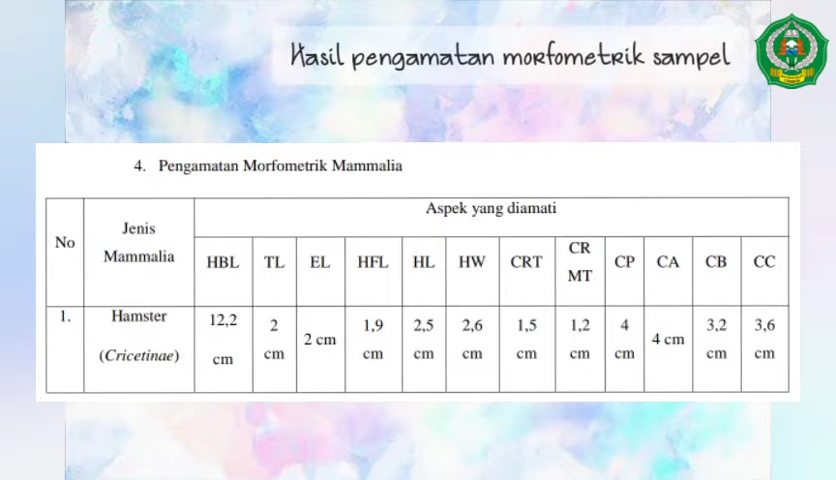 Hasil pengamatan morfometrik sampel
4. Pengamatan Morfometrik Mammalia
No
Jenis
Mammalia
Aspek yang diamati
HBL TL EL HFL HL HW CRT CR MT CP CA CB CC
1. Hamster
(Cricetinae)
12,2 cm
2 cm
2 cm
1,9 cm
2,5 cm
2,6 cm
1,5 cm
1,2 cm
4 cm
4 cm
3,2 cm
3,6 cm